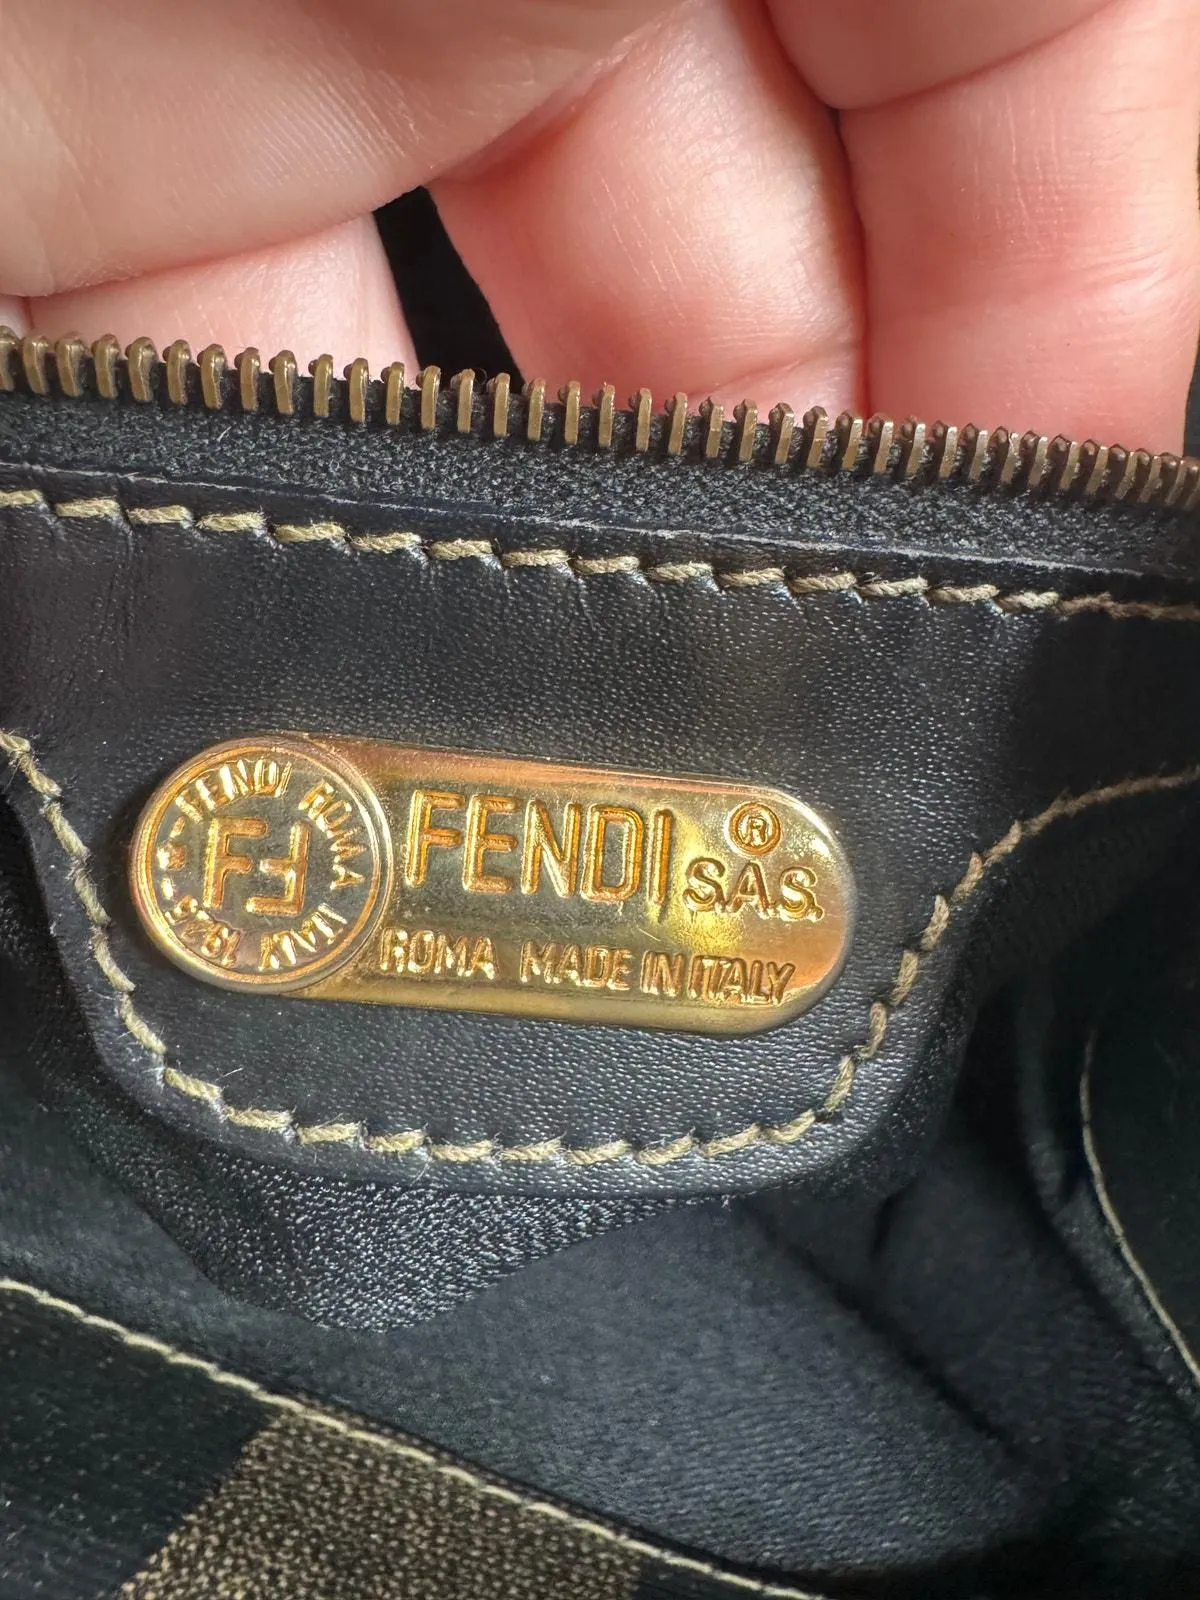 FENDI ROMA ITALY 1925
FF
FENDI ® S.A.S.
ROMA MADE IN ITALY